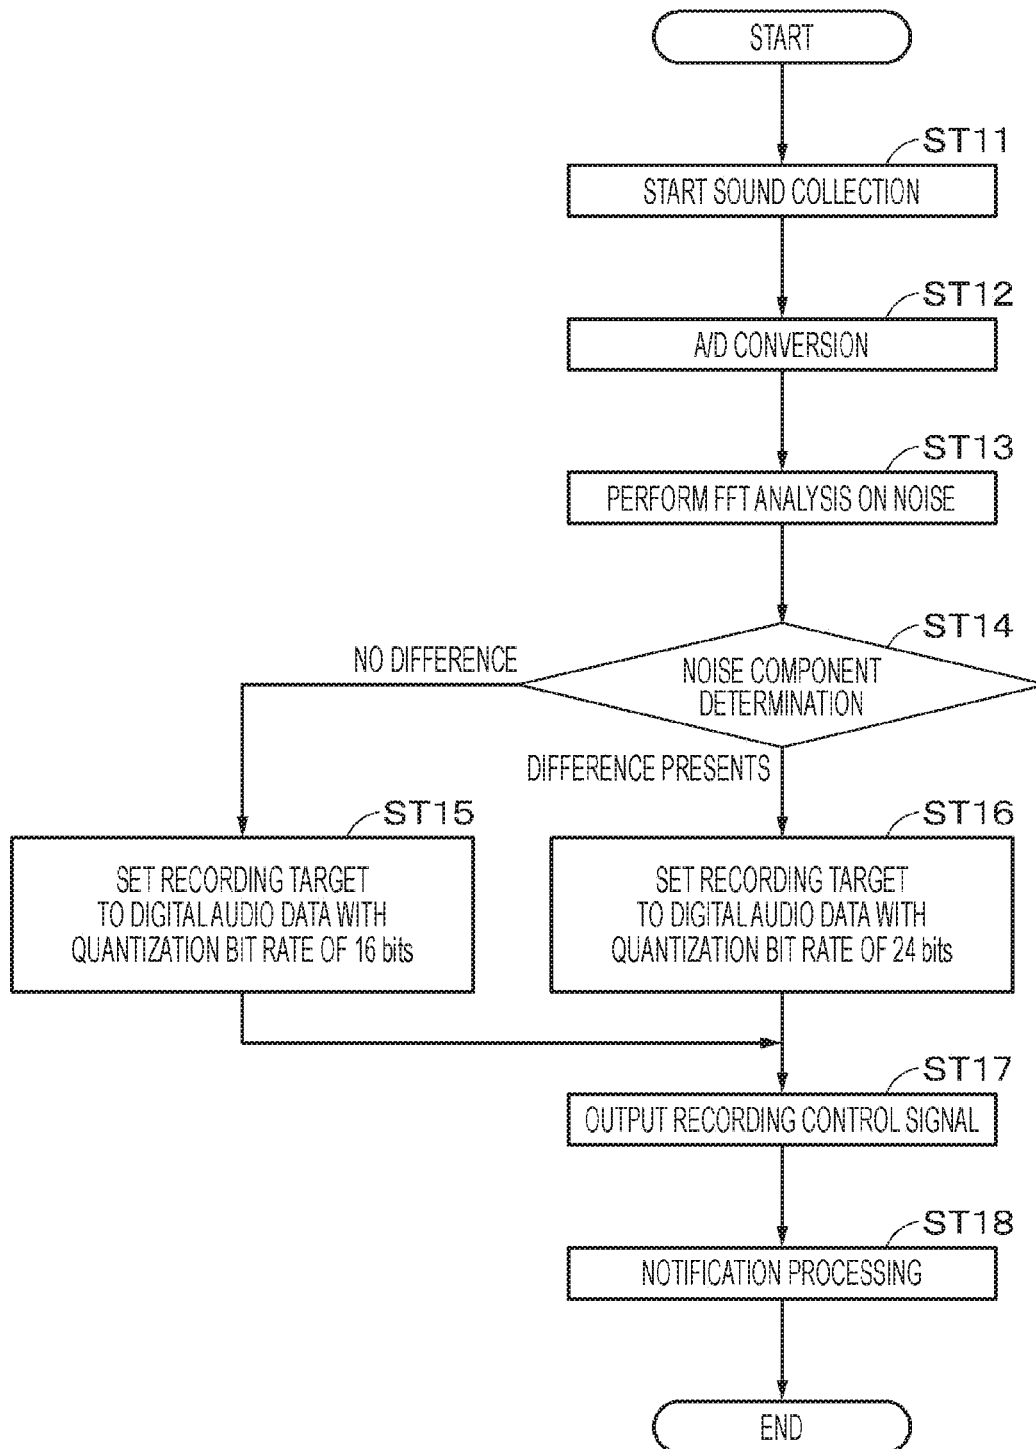 START
ST11
START SOUND COLLECTION
ST12
A/D CONVERSION
ST13
PERFORM FFT ANALYSIS ON NOISE
ST14
NO DIFFERENCE
NOISE COMPONENT
DETERMINATION
DIFFERENCE PRESENTS
ST15
SET RECORDING TARGET
TO DIGITAL AUDIO DATA WITH
QUANTIZATION BIT RATE OF 16 bits
ST16
SET RECORDING TARGET
TO DIGITAL AUDIO DATA WITH
QUANTIZATION BIT RATE OF 24 bits
ST17
OUTPUT RECORDING CONTROL SIGNAL
ST18
NOTIFICATION PROCESSING
END